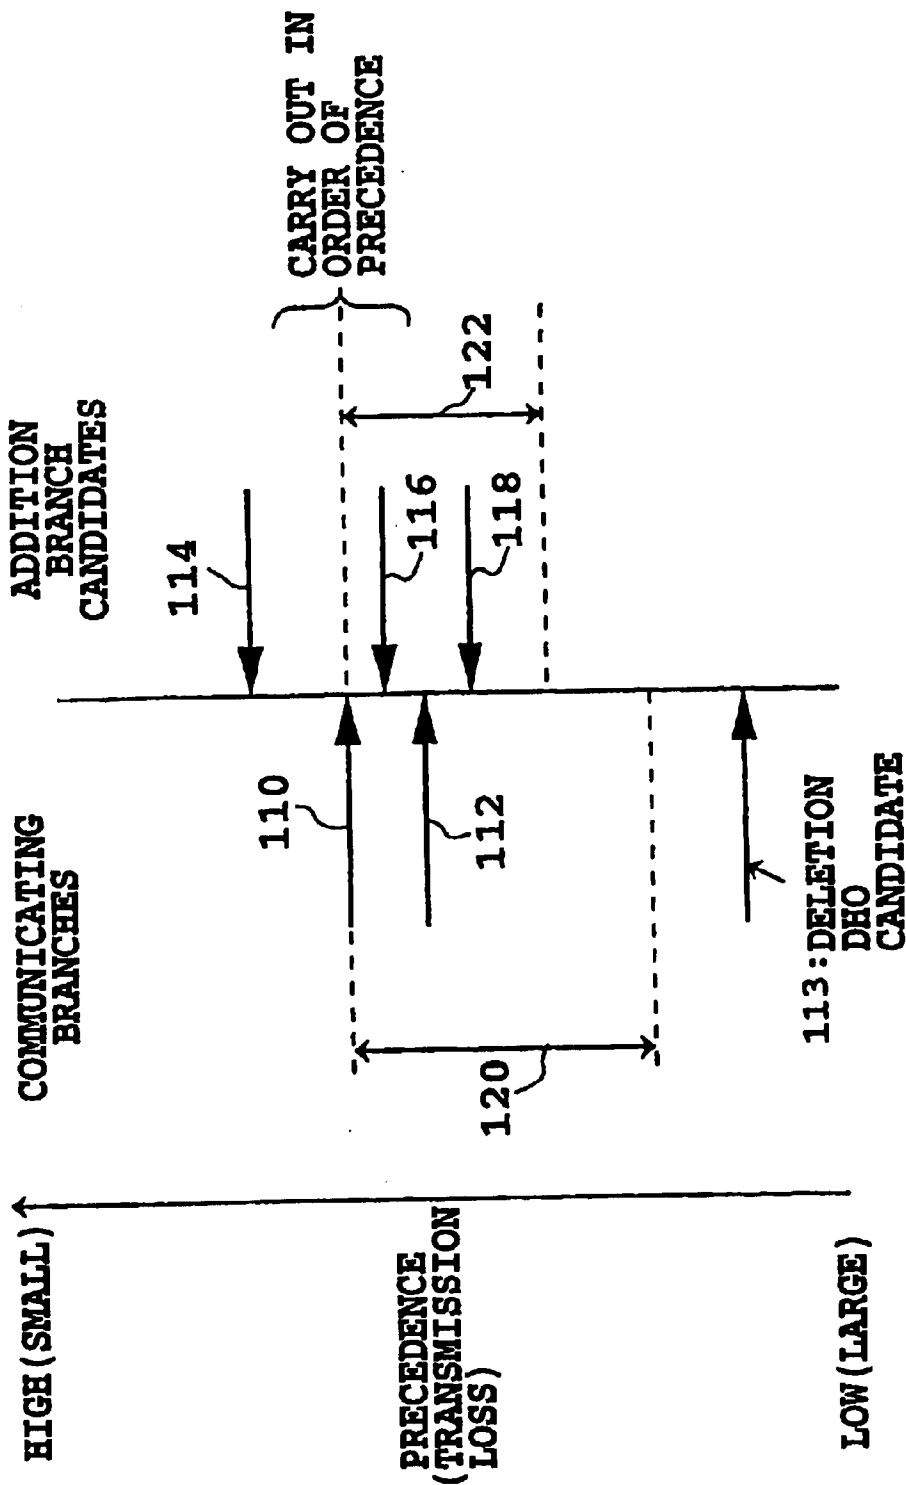 HIGH(SMALL)
PRECEDENCE
(TRANSMISSION
LOSS)
LOW(LARGE)
COMMUNICATING
BRANCHES
110
112
120
113:DELETION
DHO
CANDIDATE
ADDITION
BRANCH
CANDIDATES
114
116
118
122
CARRY OUT IN
ORDER OF
PRECEDENCE